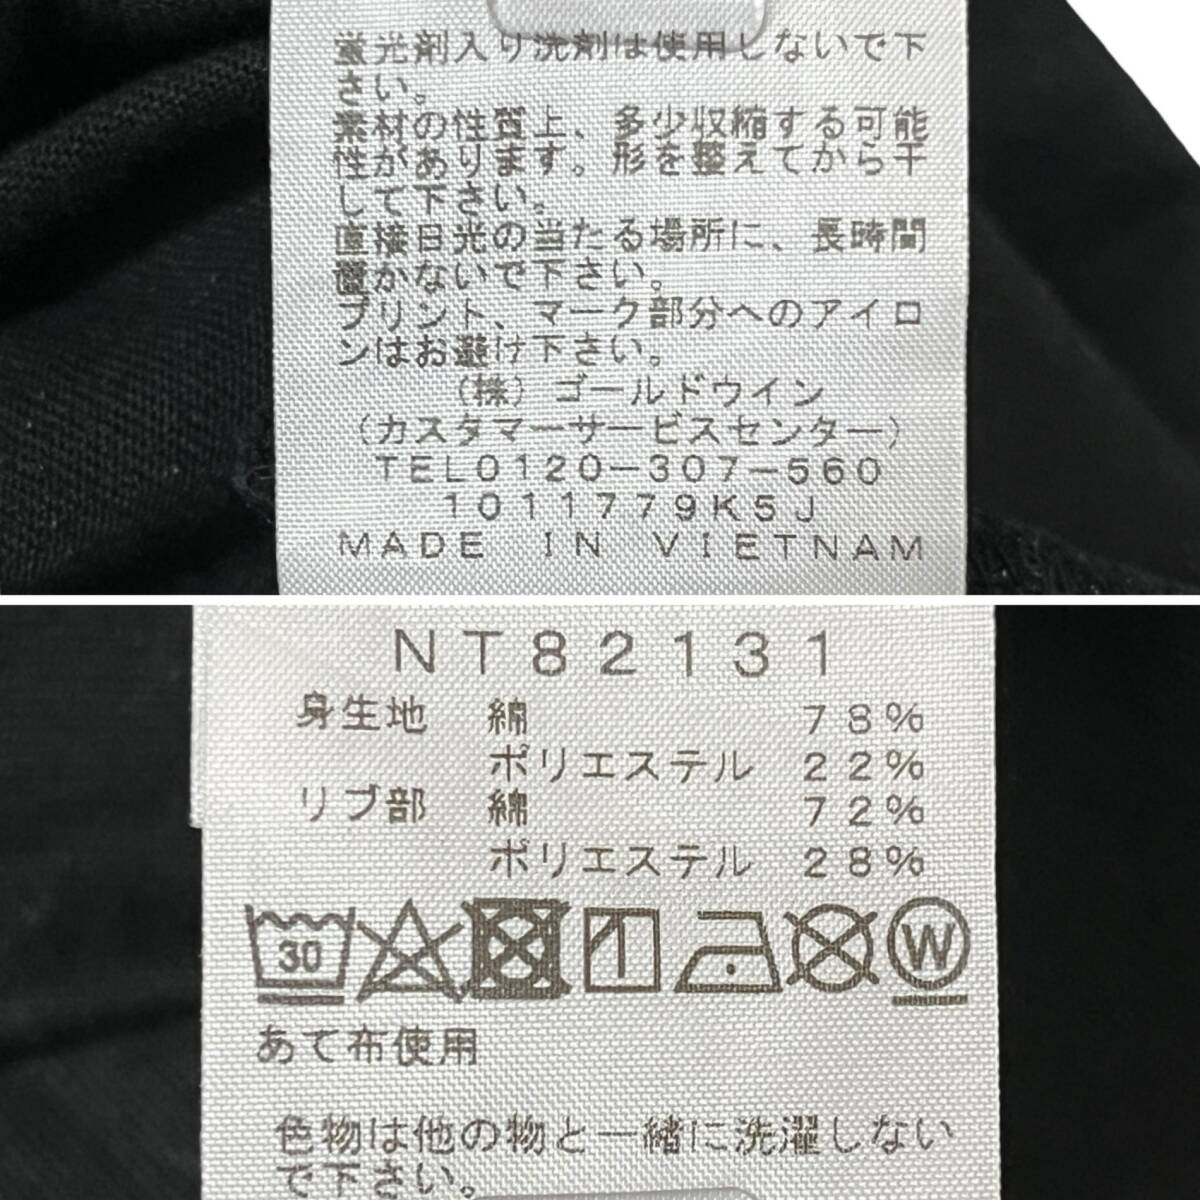 蛍光剤入り洗剤は使用しないで下
さい。
素材の性質上、多少収縮する可能
性があります。形を整えてから干
して下さい。
直接日光の当たる場所に、長時間
置かないで下さい。
プリント、マーク部分へのアイロ
ンはお避け下さい。
(株)ゴールドウイン
(カスタマーサービスセンター)
TEL0120-307-560
1011779K5J
MADE IN VIETNAM
NT82131
身生地 綿 78%
ポリエステル 22%
リブ部 綿 72%
ポリエステル 28%
30 W
あて布使用
色物は他の物と一緒に洗濯しない
で下さい。